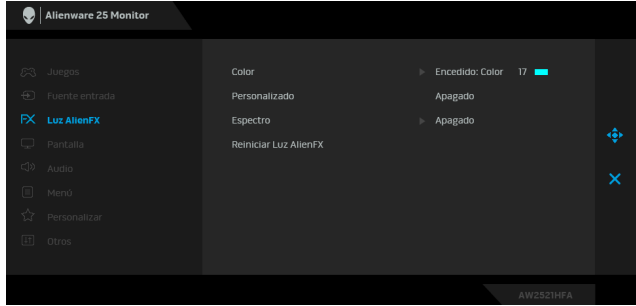 Alienware 25 Monitor
Juegos
Fuente entrada
Luz AlienFX
Pantalla
Audio
Menú
Personalizar
Otros
Color Encedido: Color 17
Personalizado Apagado
Espectro Apagado
Reiniciar Luz AlienFX
AW2521HFA